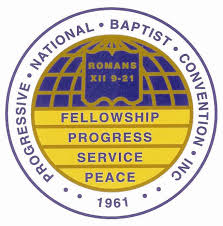 PROGRESSIVE • NATIONAL • BAPTIST • CONVENTION • INC •
ROMANS
XII 9-21
FELLOWSHIP
PROGRESS
SERVICE
PEACE
• 1961 •